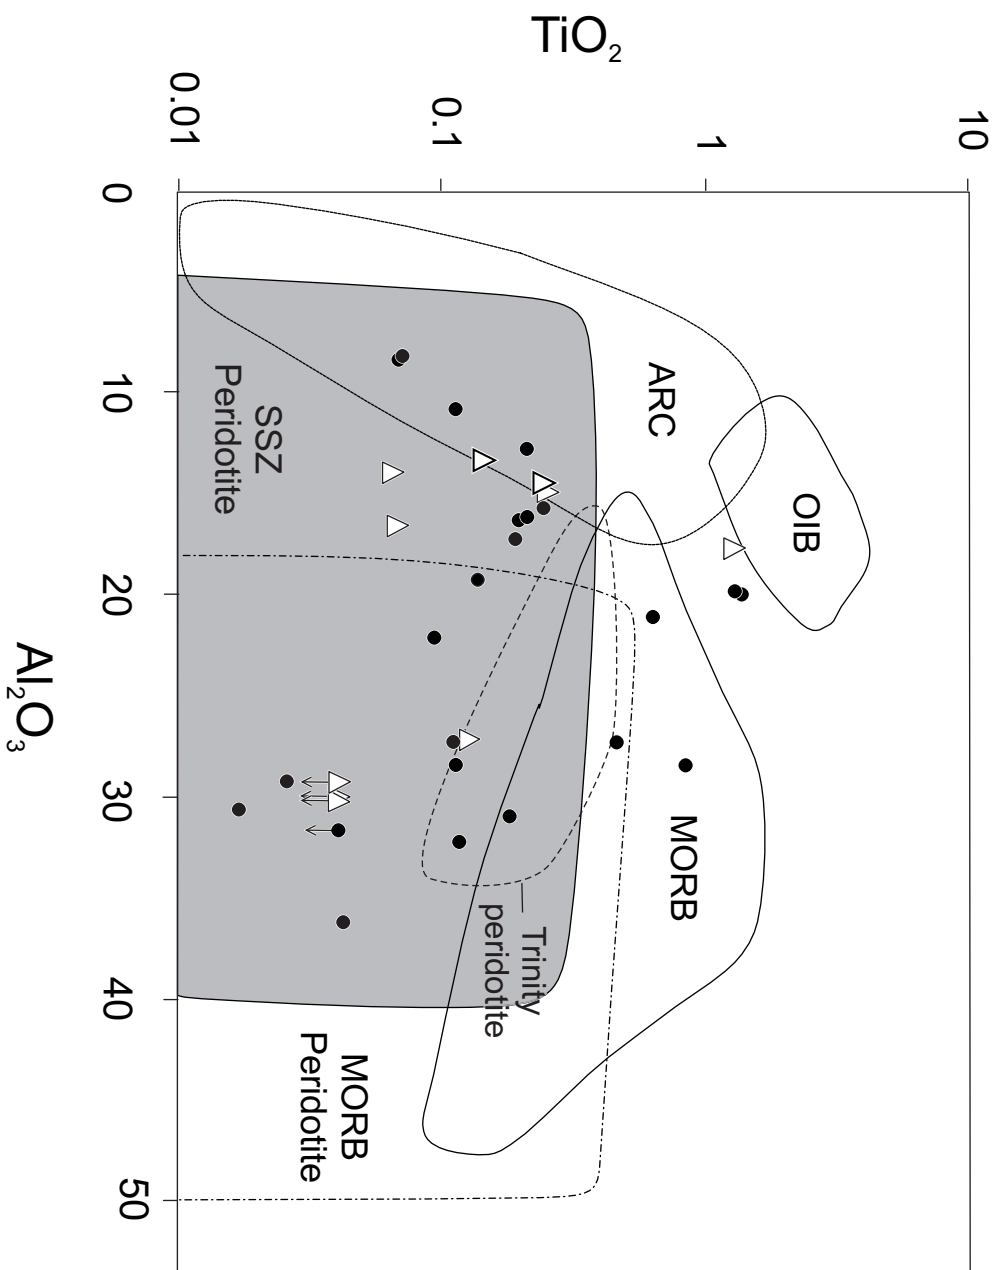 TiO2
10
1
0.1
0.01
0
10
20
30
40
50
Al2O3
OIB
ARC
MORB
SSZ
Peridotite
Trinity
peridotite
MORB
Peridotite